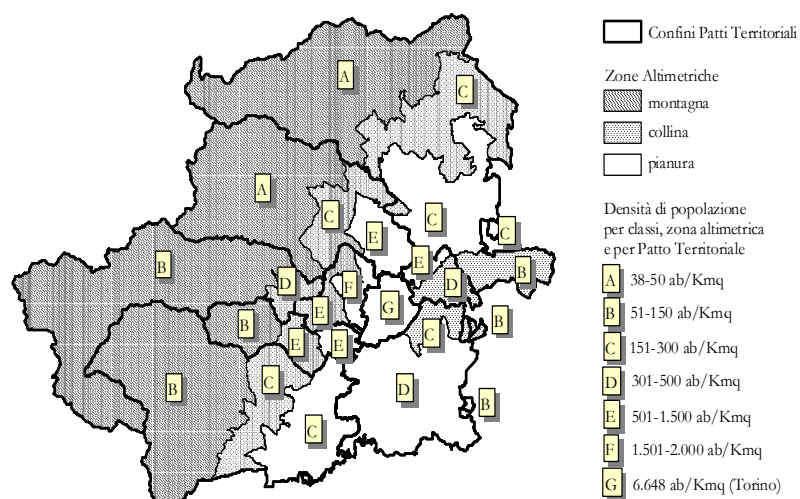 Confini Patti Territoriali
Zone Altimetriche
montagna
collina
pianura
Densità di popolazione
per classi, zona altimetrica
e per Patto Territoriale
A 38-50 ab/Kmq
B 51-150 ab/Kmq
C 151-300 ab/Kmq
D 301-500 ab/Kmq
E 501-1.500 ab/Kmq
F 1.501-2.000 ab/Kmq
G 6.648 ab/Kmq (Torino)
A
C
A
C
C
E
C
B
E
B
D
F
D
E
G
B
B
E
E
C
C
B
D
B
C